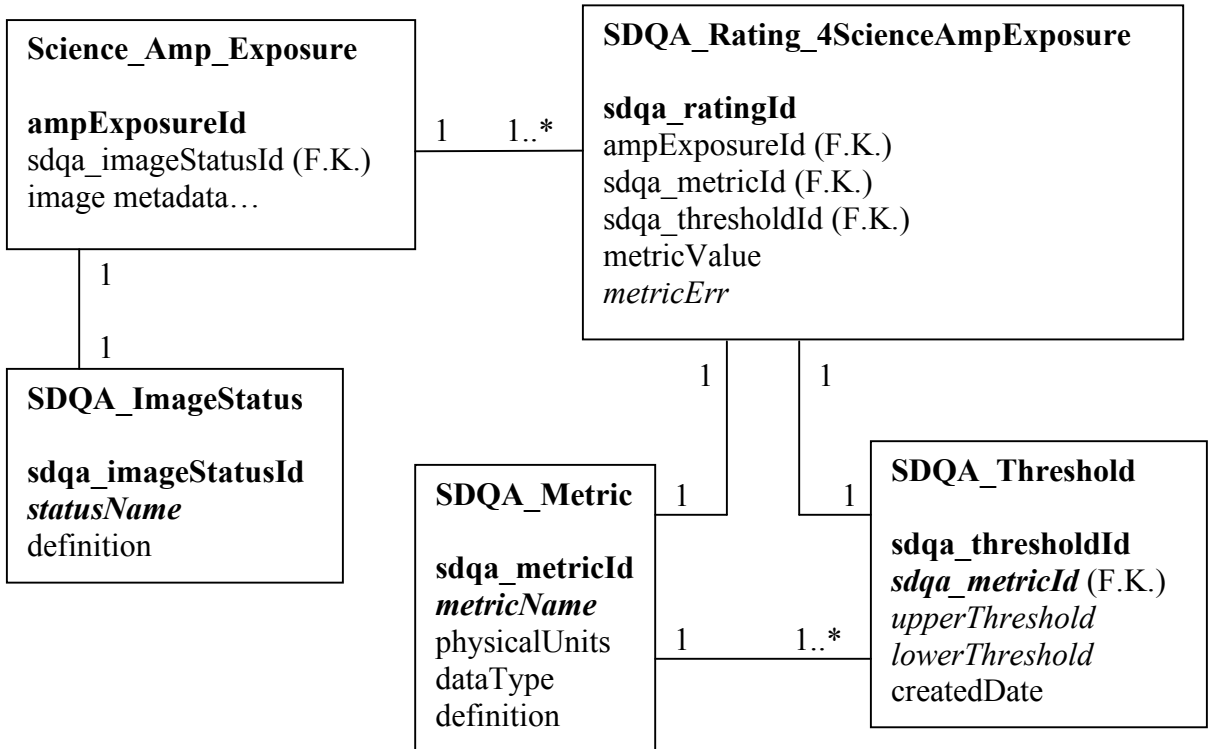 Science_Amp_Exposure
ampExposureId
sdqa_imageStatusId (F.K.)
image metadata…
1 1..*
SDQA_Rating_4ScienceAmpExposure
sdqa_ratingId
ampExposureId (F.K.)
sdqa_metricId (F.K.)
sdqa_thresholdId (F.K.)
metricValue
metricErr
1
1
SDQA_ImageStatus
sdqa_imageStatusId
statusName
definition
1 1
SDQA_Metric
sdqa_metricId
metricName
physicalUnits
dataType
definition
1 1
1 1..*
SDQA_Threshold
sdqa_thresholdId
sdqa_metricId (F.K.)
upperThreshold
lowerThreshold
createdDate